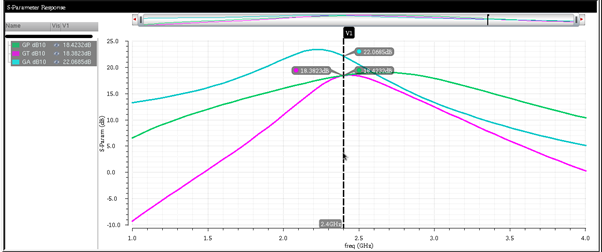 S-Parameter Response
Name Vis V1
GP dB10 18.4232dB
GT dB10 18.3823dB
GA dB10 22.0665dB
V1
25.0
22.0665dB
20.0
18.3823dB 18.4232dB
15.0
S-Param (dB)
10.0
5.0
0.0
-5.0
-10.0
2.4GHz
1.0 1.5 2.0 2.5 3.0 3.5 4.0
freq (GHz)